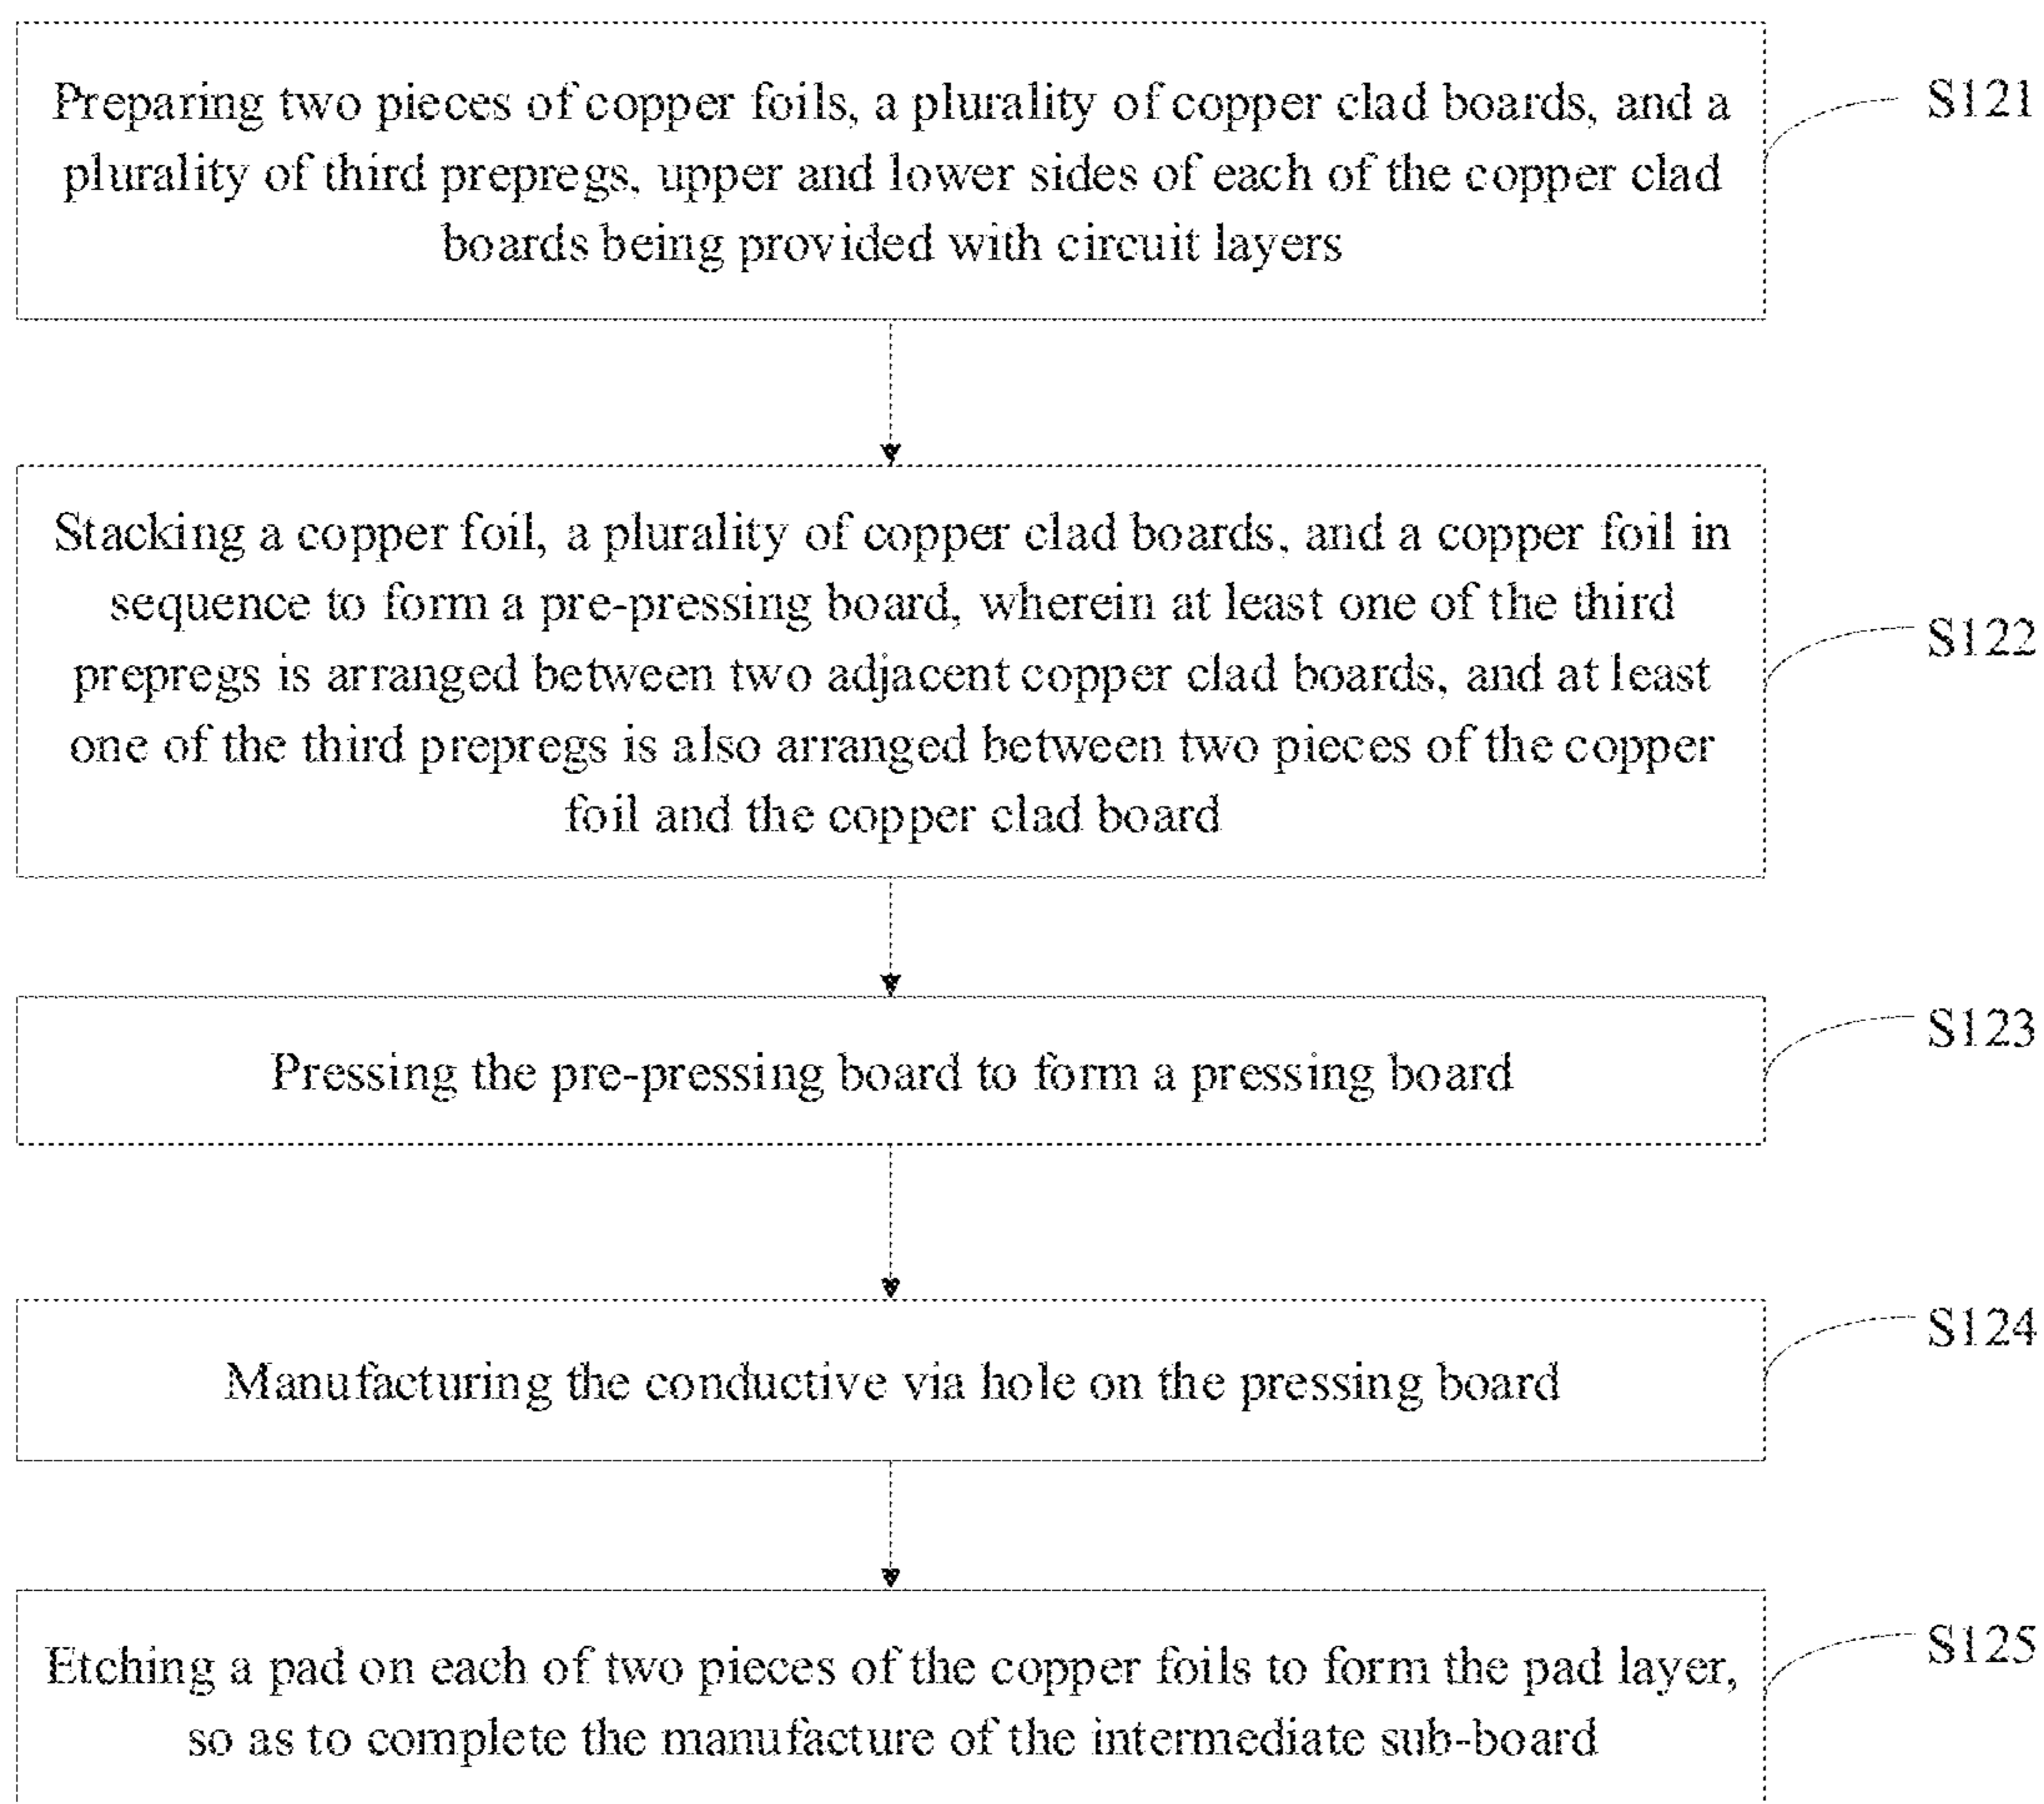 Preparing two pieces of copper foils, a plurality of copper clad boards, and a
plurality of third prepregs, upper and lower sides of each of the copper clad
boards being provided with circuit layers
S121
Stacking a copper foil, a plurality of copper clad boards, and a copper foil in
sequence to form a pre-pressing board, wherein at least one of the third
prepregs is arranged between two adjacent copper clad boards, and at least
one of the third prepregs is also arranged between two pieces of the copper
foil and the copper clad board
S122
Pressing the pre-pressing board to form a pressing board
S123
Manufacturing the conductive via hole on the pressing board
S124
Etching a pad on each of two pieces of the copper foils to form the pad layer,
so as to complete the manufacture of the intermediate sub-board
S125